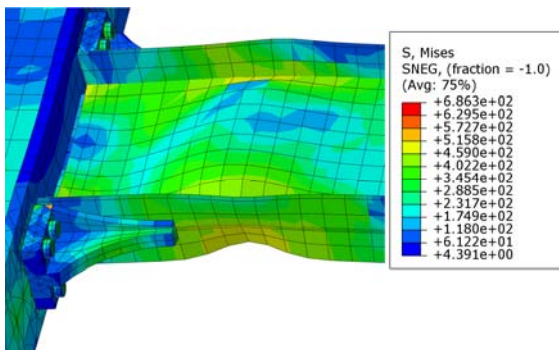 S, Mises
SNEG, (fraction = -1.0)
(Avg: 75%)
+6.863e+02
+6.295e+02
+5.727e+02
+5.158e+02
+4.590e+02
+4.022e+02
+3.454e+02
+2.885e+02
+2.317e+02
+1.749e+02
+1.180e+02
+6.122e+01
+4.391e+00